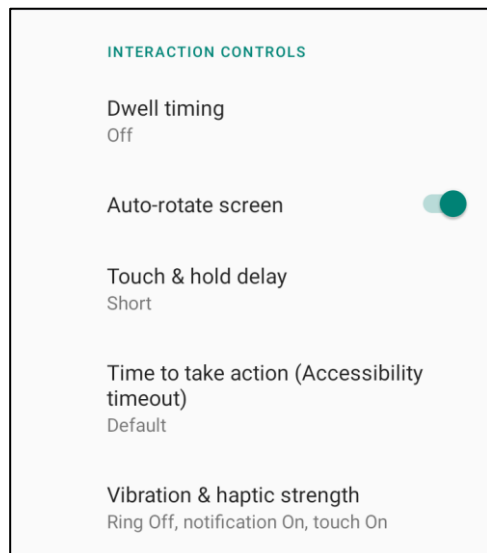 INTERACTION CONTROLS
Dwell timing
Off
Auto-rotate screen
Touch & hold delay
Short
Time to take action (Accessibility
timeout)
Default
Vibration & haptic strength
Ring Off, notification On, touch On